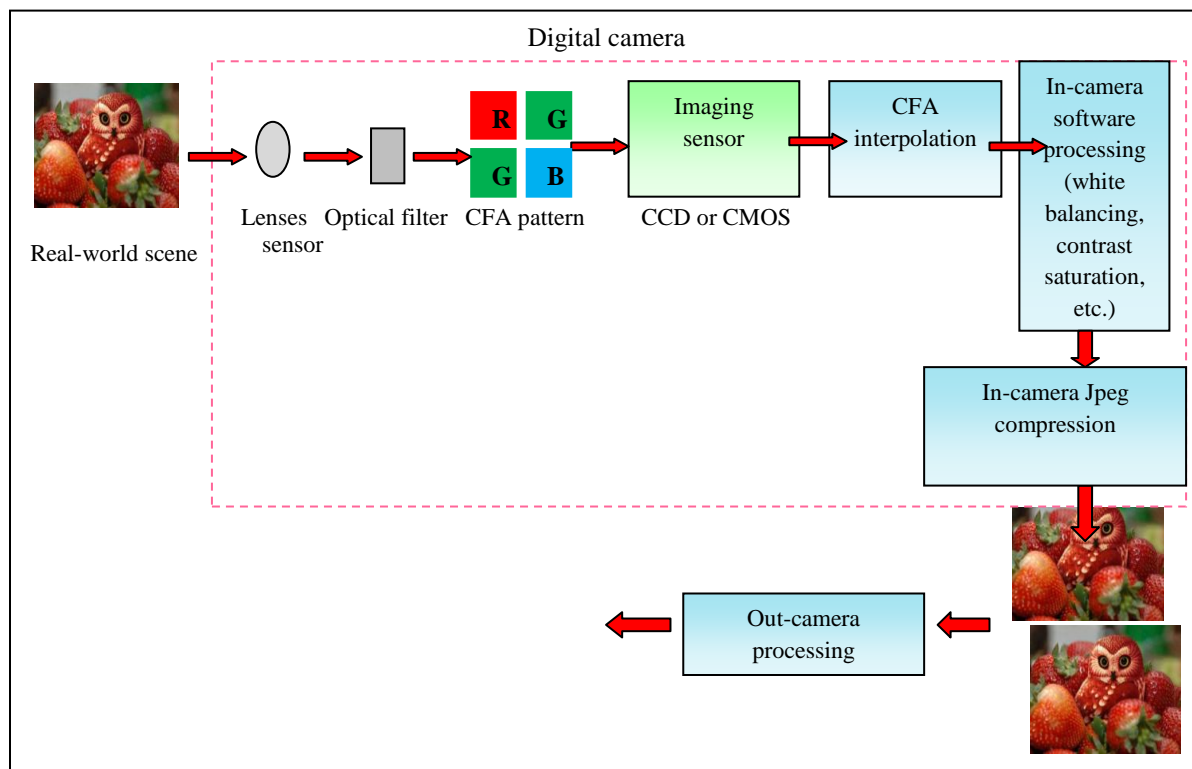 Digital camera
Real-world scene
Lenses
sensor
Optical filter
R
G
G
B
CFA pattern
Imaging
sensor
CCD or CMOS
CFA
interpolation
In-camera
software
processing
(white
balancing,
contrast
saturation,
etc.)
In-camera Jpeg
compression
Out-camera
processing